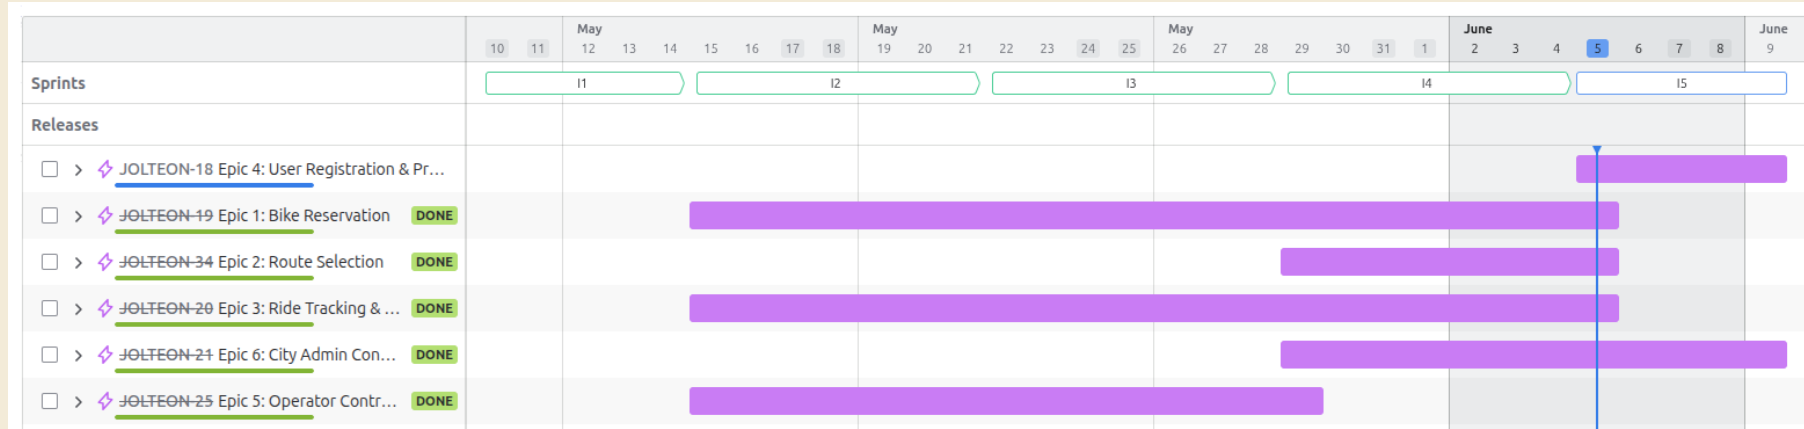 May May May June June
10 11 12 13 14 15 16 17 18 19 20 21 22 23 24 25 26 27 28 29 30 31 1 2 3 4 5 6 7 8 9
Sprints I1 I2 I3 I4 I5
Releases
JOLTEON-18 Epic 4: User Registration & Pr...
JOLTEON-19 Epic 1: Bike Reservation DONE
JOLTEON-34 Epic 2: Route Selection DONE
JOLTEON-20 Epic 3: Ride Tracking & ... DONE
JOLTEON-21 Epic 6: City Admin Con... DONE
JOLTEON-25 Epic 5: Operator Contr... DONE